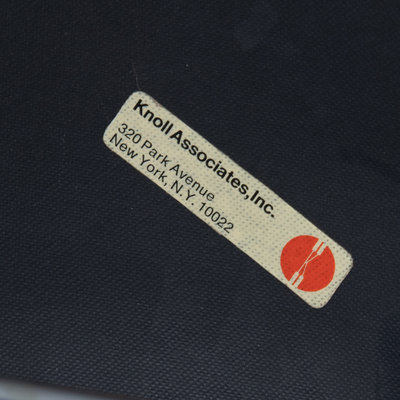 Knoll Associates, Inc.
320 Park Avenue
New York, N.Y. 10022